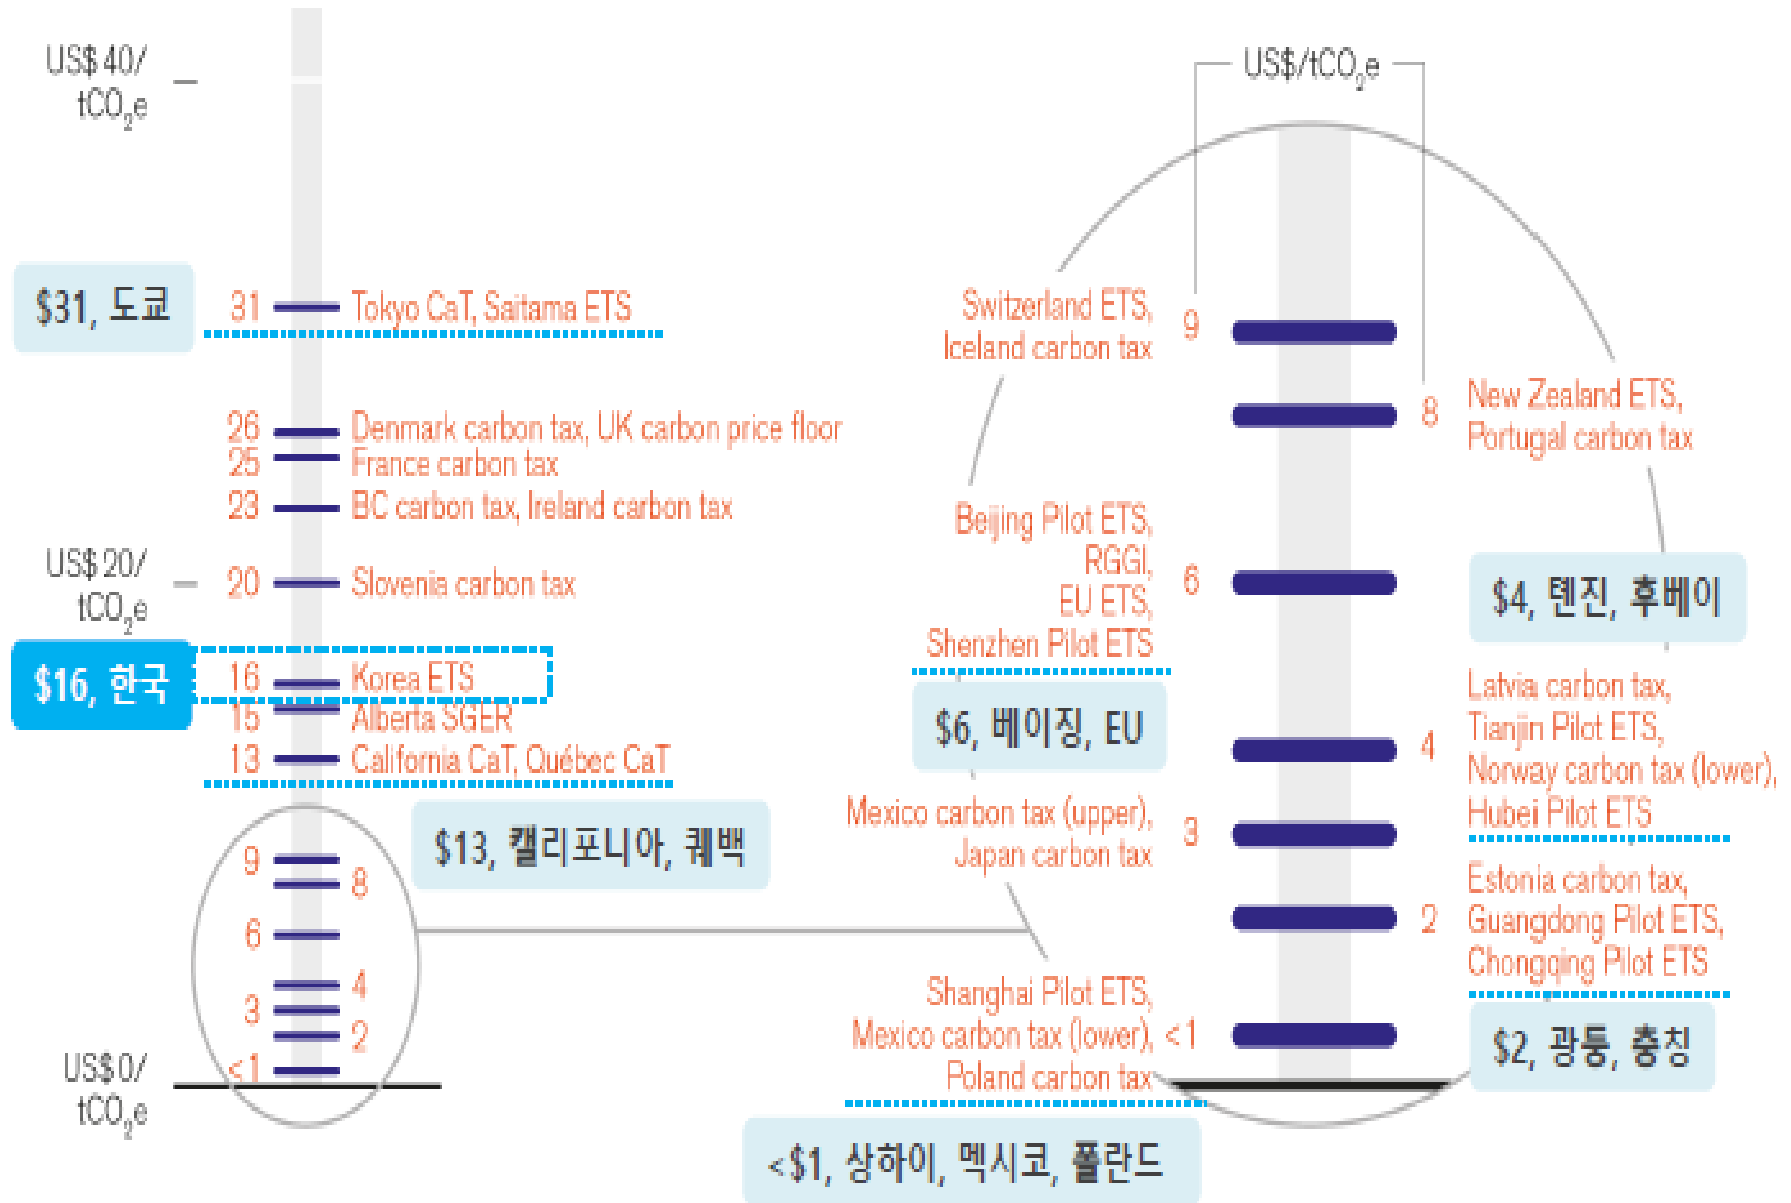 US$ 40/
tCO₂e
$31, 도쿄
31 Tokyo CaT, Saitama ETS
26 Denmark carbon tax, UK carbon price floor
25 France carbon tax
23 BC carbon tax, Ireland carbon tax
US$ 20/
tCO₂e
20 Slovenia carbon tax
$16, 한국
16 Korea ETS
15 Alberta SGER
13 California CaT, Québec CaT
$13, 캘리포니아, 퀘백
9
8
6
4
3
2
<1
US$ 0/
tCO₂e
US$/tCO₂e
Switzerland ETS,
Iceland carbon tax
9
8
New Zealand ETS,
Portugal carbon tax
Beijing Pilot ETS,
RGGI,
EU ETS,
Shenzhen Pilot ETS
6
$6, 베이징, EU
$4, 텐진, 후베이
4
Latvia carbon tax,
Tianjin Pilot ETS,
Norway carbon tax (lower),
Hubei Pilot ETS
Mexico carbon tax (upper),
Japan carbon tax
3
2
Estonia carbon tax,
Guangdong Pilot ETS,
Chongqing Pilot ETS
$2, 광둥, 충칭
Shanghai Pilot ETS,
Mexico carbon tax (lower),
Poland carbon tax
<1
<$1, 상하이, 멕시코, 폴란드